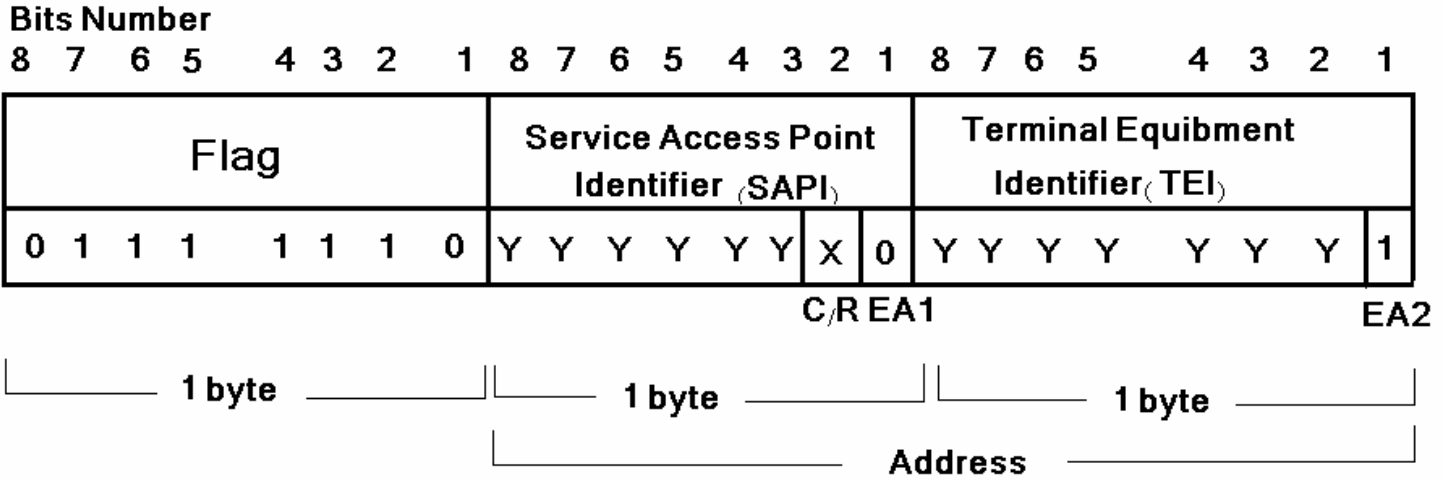 Bits Number
8 7 6 5 4 3 2 1 8 7 6 5 4 3 2 1 8 7 6 5 4 3 2 1
Flag
Service Access Point
Identifier (SAPI)
Terminal Equibment
Identifier( TEI)
0 1 1 1 1 1 1 0 Y Y Y Y Y Y X 0 Y Y Y Y Y Y Y 1
C/R EA1 EA2
1 byte 1 byte 1 byte
Address